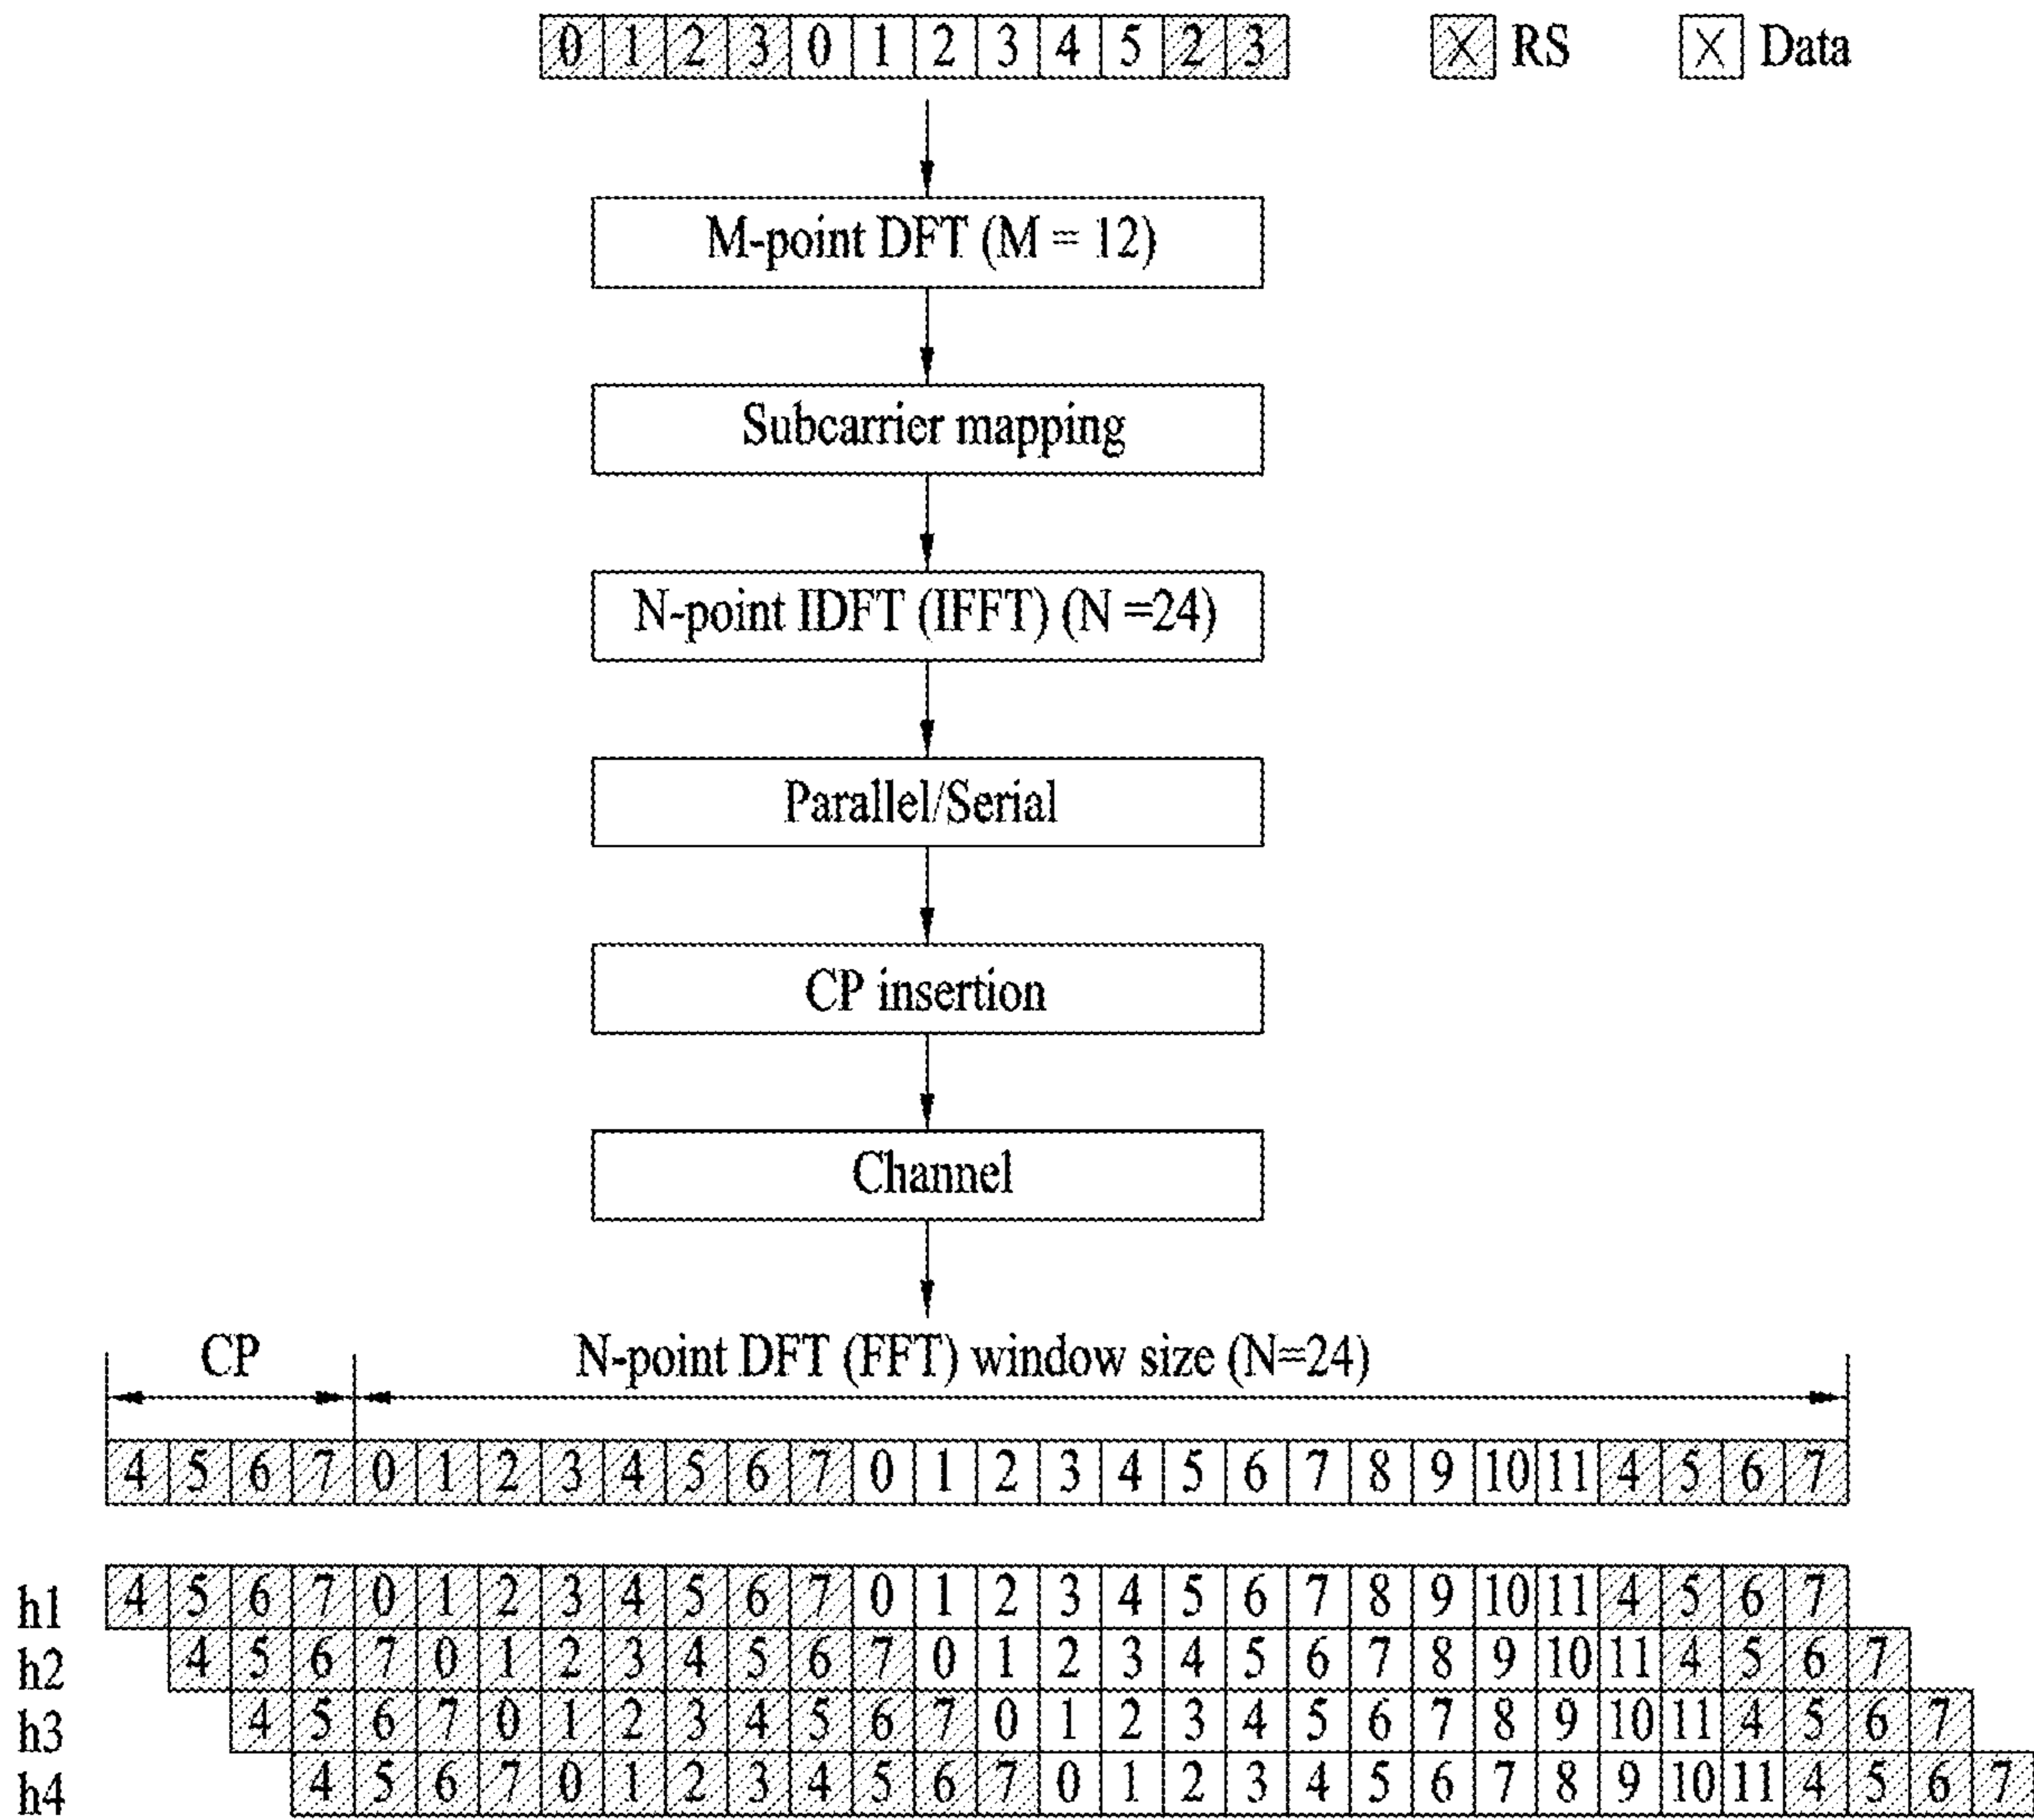 0 1 2 3 0 1 2 3 4 5 2 3 X RS X Data
M-point DFT (M = 12)
Subcarrier mapping
N-point IDFT (IFFT) (N =24)
Parallel/Serial
CP insertion
Channel
CP N-point DFT (FFT) window size (N=24)
4 5 6 7 0 1 2 3 4 5 6 7 0 1 2 3 4 5 6 7 8 9 10 11 4 5 6 7
h1 4 5 6 7 0 1 2 3 4 5 6 7 0 1 2 3 4 5 6 7 8 9 10 11 4 5 6 7
h2 4 5 6 7 0 1 2 3 4 5 6 7 0 1 2 3 4 5 6 7 8 9 10 11 4 5 6 7
h3 4 5 6 7 0 1 2 3 4 5 6 7 0 1 2 3 4 5 6 7 8 9 10 11 4 5 6 7
h4 4 5 6 7 0 1 2 3 4 5 6 7 0 1 2 3 4 5 6 7 8 9 10 11 4 5 6 7